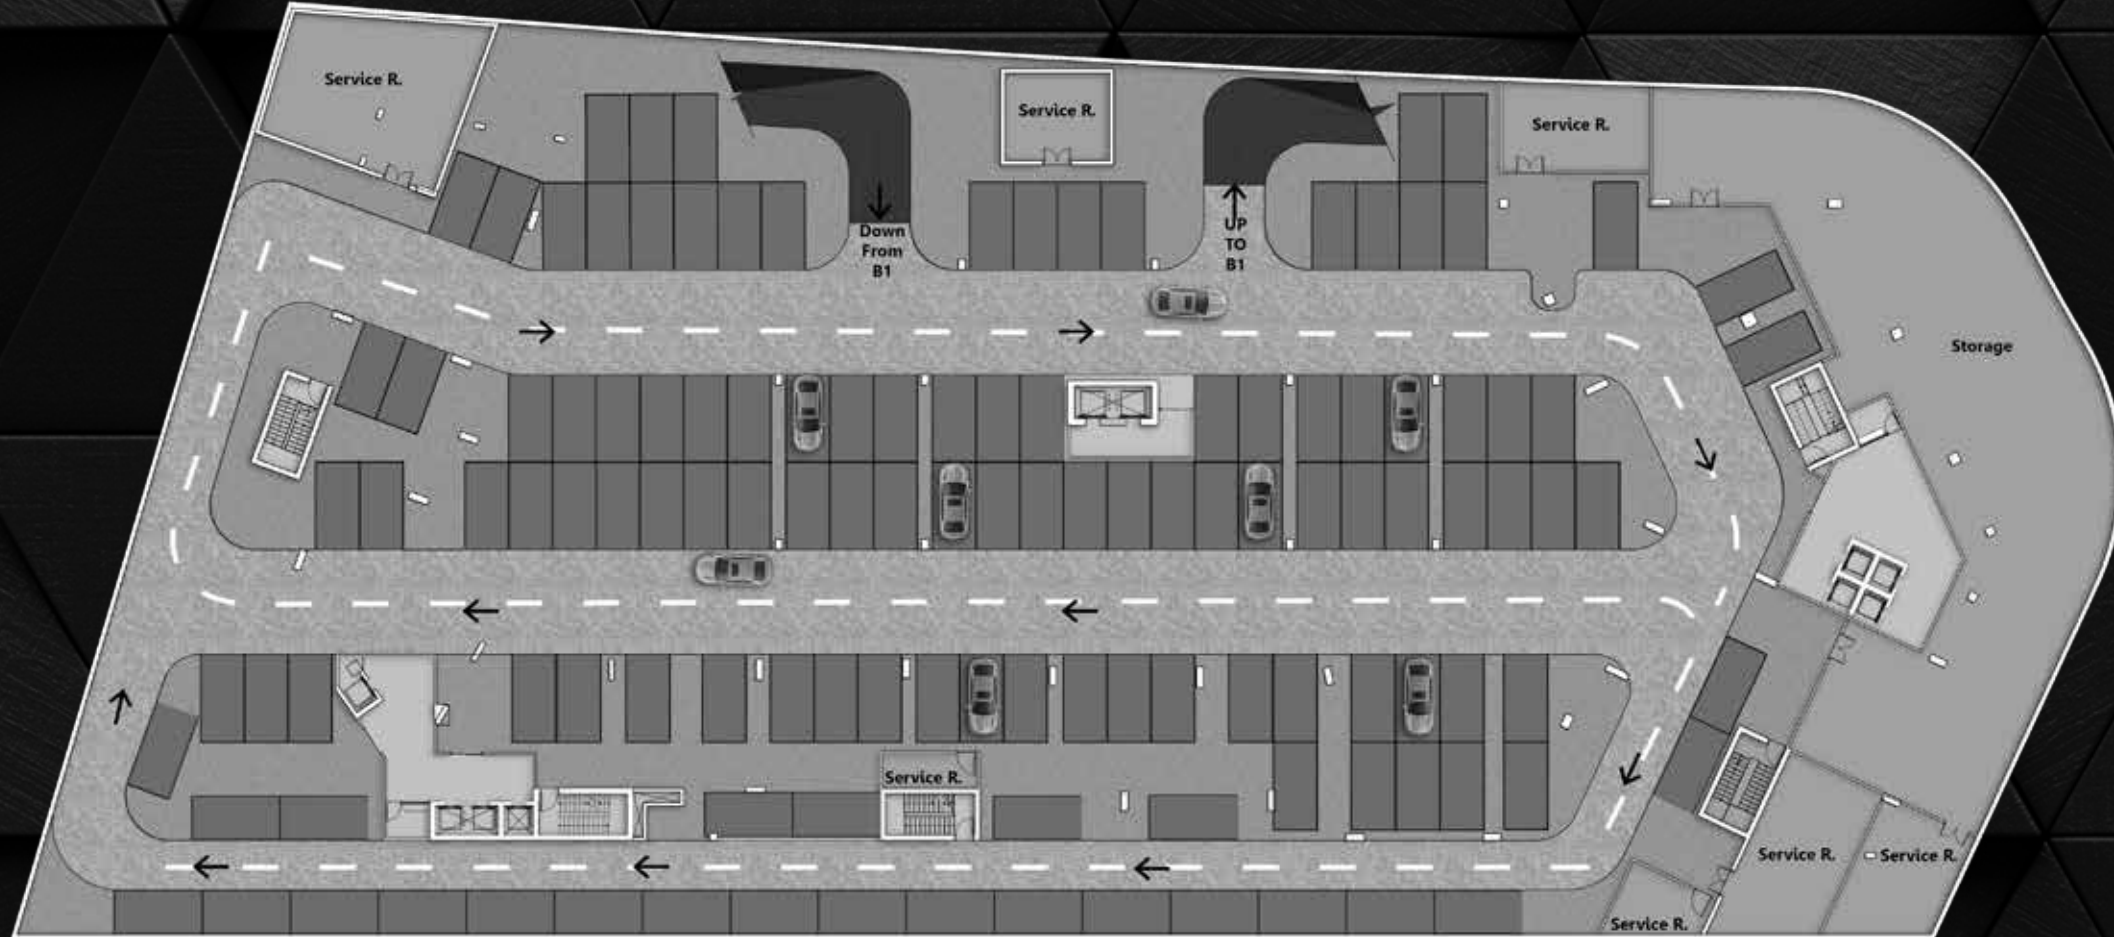 Service R.
Service R.
Service R.
Down
From
B1
UP
TO
B1
Storage
Service R.
Service R.
Service R.
Service R.